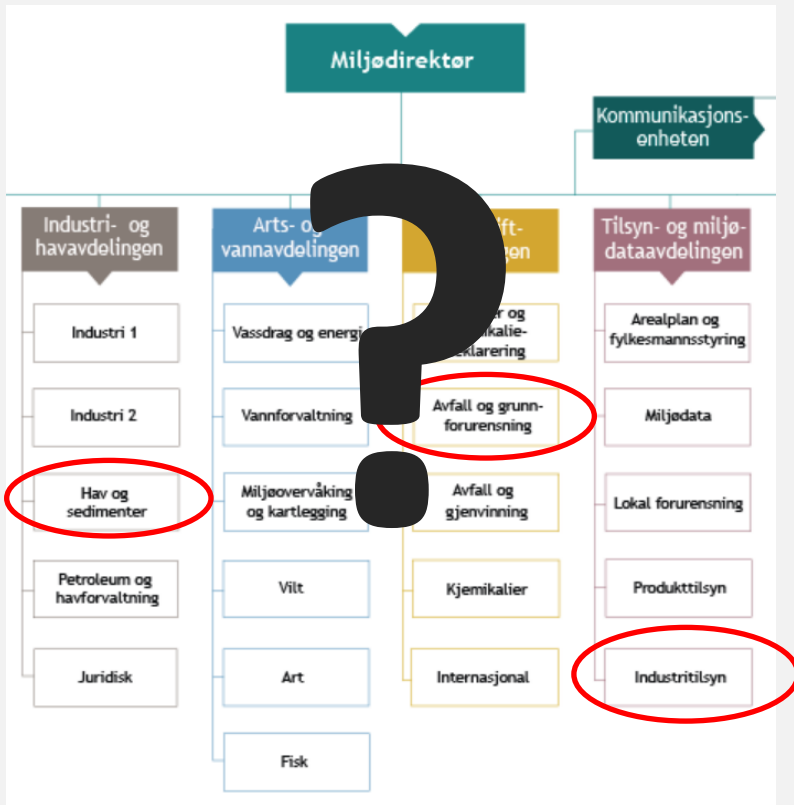 Miljødirektør
Kommunikasjons-
enheten
Industri- og
havavdelingen
Industri 1
Industri 2
Hav og
sedimenter
Petroleum og
havforvaltning
Juridisk
Arts- og
vannavdelingen
Vassdrag og energi
Vannforvaltning
Miljøovervåking
og kartlegging
Vilt
Art
Fisk
?
og
Avfall og grunn-
forurensning
Avfall og
gjenvinning
Kjemikalier
Internasjonal
Tilsyn- og miljø-
dataavdelingen
Arealplan og
fylkesmannsstyring
Miljødata
Lokal forurensning
Produkttilsyn
Industritilsyn